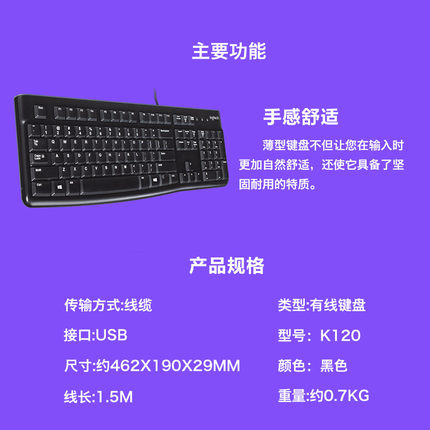 主要功能
logitech
手感舒适
薄型键盘不但让您在输入时
更加自然舒适，还使它具备了坚
固耐用的特质。
产品规格
传输方式:线缆
类型:有线键盘
接口:USB
型号：K120
尺寸:约462X190X29MM
颜色：黑色
线长:1.5M
重量:约0.7KG